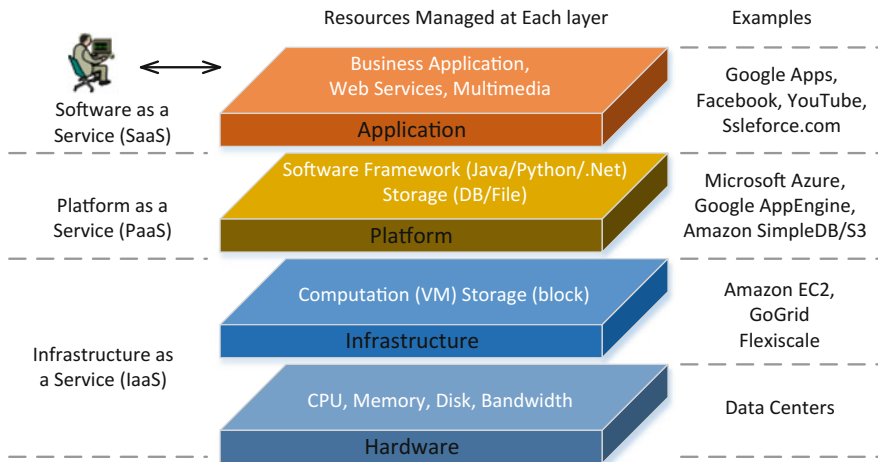 Resources Managed at Each layer
Examples
Software as a
Service (SaaS)
Business Application,
Web Services, Multimedia
Application
Google Apps,
Facebook, YouTube,
Ssleforce.com
Platform as a
Service (PaaS)
Software Framework (Java/Python/.Net)
Storage (DB/File)
Platform
Microsoft Azure,
Google AppEngine,
Amazon SimpleDB/S3
Infrastructure as
a Service (IaaS)
Computation (VM) Storage (block)
Infrastructure
Amazon EC2,
GoGrid
Flexiscale
CPU, Memory, Disk, Bandwidth
Hardware
Data Centers